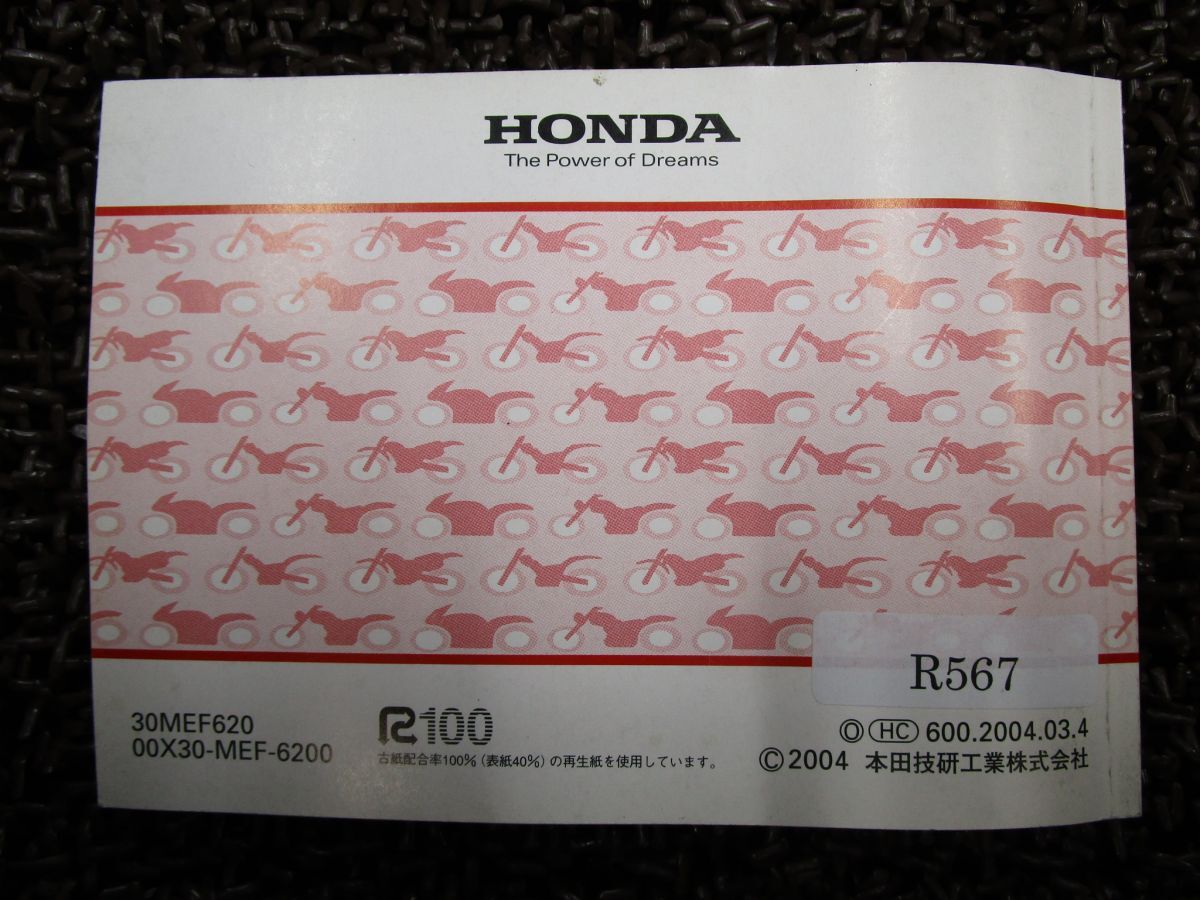 HONDA
The Power of Dreams
R567
30MEF620
00X30-MEF-6200
R100
古紙配合率100%(表紙40%)の再生紙を使用しています。
O HC 600.2004.03.4
©2004 本田技研工業株式会社